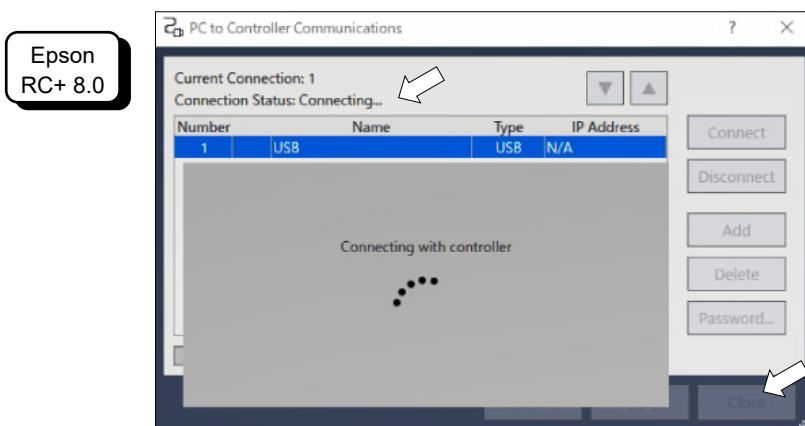 Epson
RC+ 8.0
PC to Controller Communications
?
Current Connection: 1
Connection Status: Connecting...
Number Name Type IP Address
1 USB USB N/A
Connecting with controller
Connect
Disconnect
Add
Delete
Password...
Close